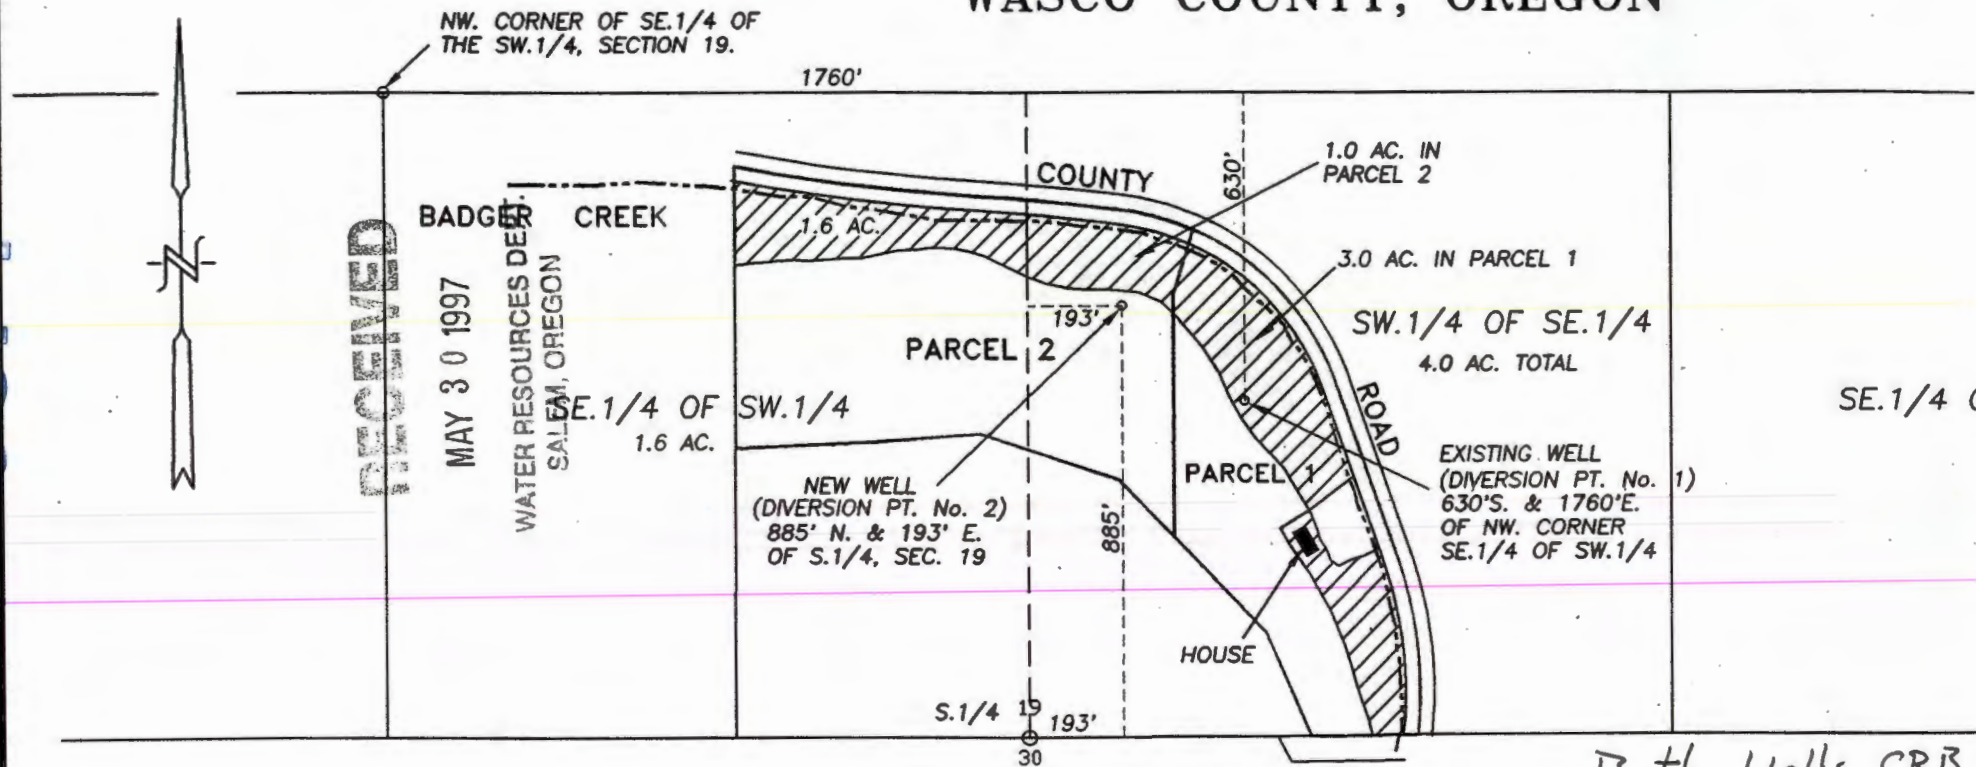 WASCO COUNTY, OREGON
NW. CORNER OF SE.1/4 OF
THE SW.1/4, SECTION 19.
1760'
N
COUNTY
630'
1.0 AC. IN
PARCEL 2
BADGER CREEK
1.6 AC.
3.0 AC. IN PARCEL 1
RECEIVED
MAY 30 1997
WATER RESOURCES DEPT.
SALEM, OREGON
193'
SW.1/4 OF SE.1/4
4.0 AC. TOTAL
PARCEL 2
ROAD
SE.1/4 OF SW.1/4
1.6 AC.
SE.1/4
PARCEL 1
EXISTING WELL
(DIVERSION PT. No. 1)
630'S. & 1760'E.
OF NW. CORNER
SE.1/4 OF SW.1/4
NEW WELL
(DIVERSION PT. No. 2)
885' N. & 193' E.
OF S.1/4, SEC. 19
885'
HOUSE
S.1/4 19
193'
30
Wells CRB